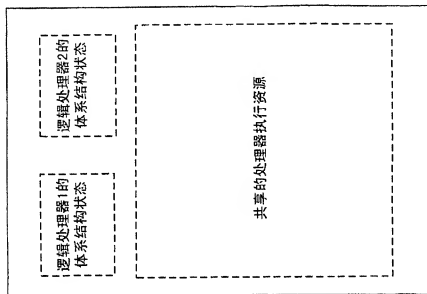 逻辑处理器1的
体系结构状态
逻辑处理器2的
体系结构状态
共享的处理器执行资源